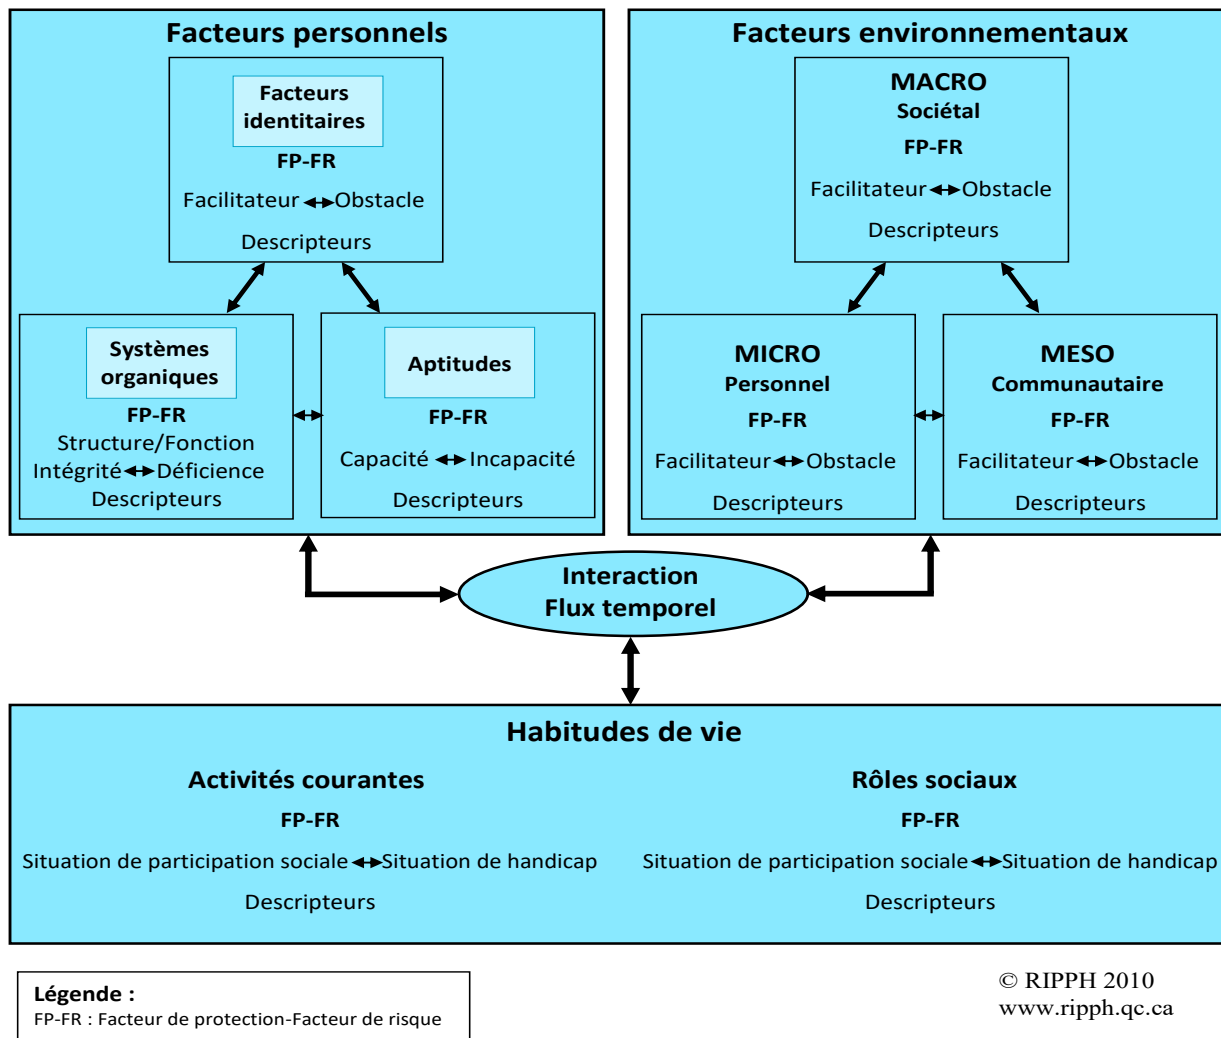 Facteurs personnels
Facteurs
identitaires
FP-FR
Facilitateur Obstacle
Descripteurs
Systèmes
organiques
FP-FR
Structure/Fonction
Intégrité Déficience
Descripteurs
Aptitudes
FP-FR
Capacité Incapacité
Descripteurs
Facteurs environnementaux
MACRO
Sociétal
FP-FR
Facilitateur Obstacle
Descripteurs
MICRO
Personnel
FP-FR
Facilitateur Obstacle
Descripteurs
MESO
Communautaire
FP-FR
Facilitateur Obstacle
Descripteurs
Interaction
Flux temporel
Habitudes de vie
Activités courantes
FP-FR
Situation de participation sociale Situation de handicap
Descripteurs
Rôles sociaux
FP-FR
Situation de participation sociale Situation de handicap
Descripteurs
Légende :
FP-FR : Facteur de protection-Facteur de risque
© RIPPH 2010
www.ripph.qc.ca